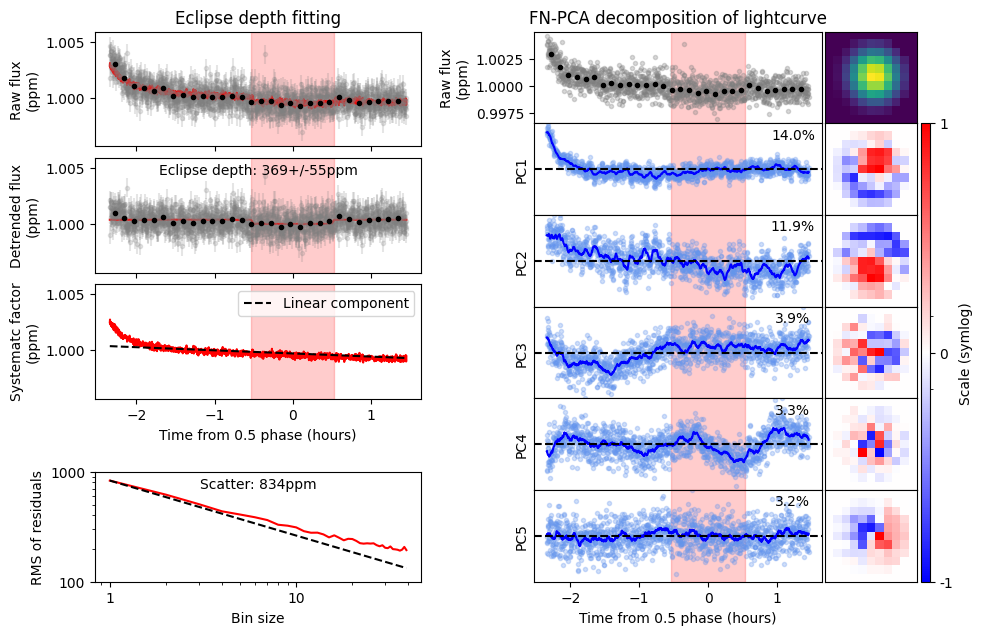 Eclipse depth fitting
Raw flux
(ppm)
1.005
1.000
Detrended flux
(ppm)
1.005
1.000
Eclipse depth: 369+/-55ppm
Systematc factor
(ppm)
1.005
1.000
Linear component
−2
−1
0
1
Time from 0.5 phase (hours)
RMS of residuals
1000
100
Scatter: 834ppm
1
10
Bin size
FN-PCA decomposition of lightcurve
Raw flux
(ppm)
1.0025
1.0000
0.9975
PC1
14.0%
PC2
11.9%
PC3
3.9%
PC4
3.3%
PC5
3.2%
−2
−1
0
1
Time from 0.5 phase (hours)
1
0
-1
Scale (symlog)